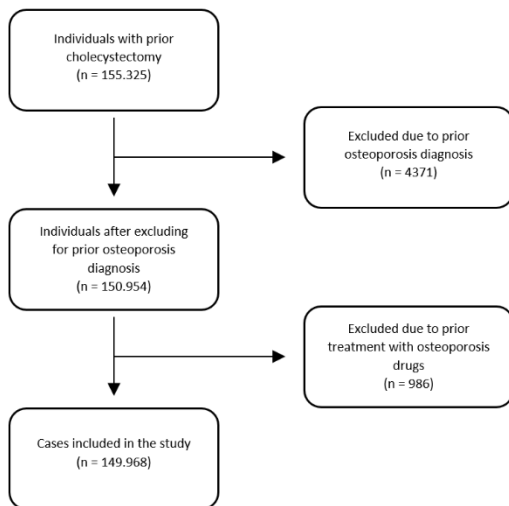 Individuals with prior
cholecystectomy
(n = 155.325)
Excluded due to prior
osteoporosis diagnosis
(n = 4371)
Individuals after excluding
for prior osteoporosis
diagnosis
(n = 150.954)
Excluded due to prior
treatment with osteoporosis
drugs
(n = 986)
Cases included in the study
(n = 149.968)